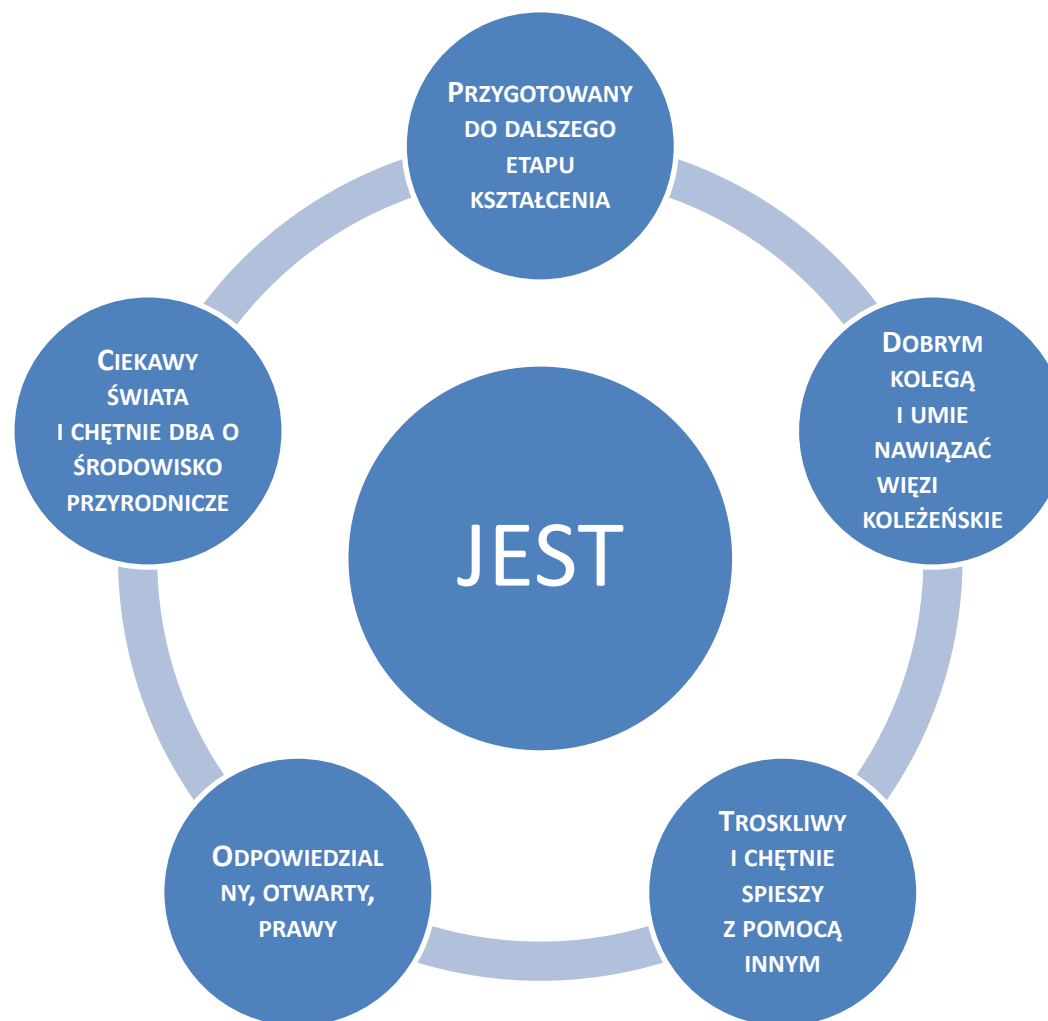 Przygotowany
do dalszego
etapu
kształcenia
Dobrym
kolegą
i umie
nawiązać
więzi
koleżeńskie
Troskliwy
i chętnie
spieszy
z pomocą
innym
Odpowiedzial
ny, otwarty,
prawy
Ciekawy
świata
i chętnie dba o
środowisko
przyrodnicze
JEST